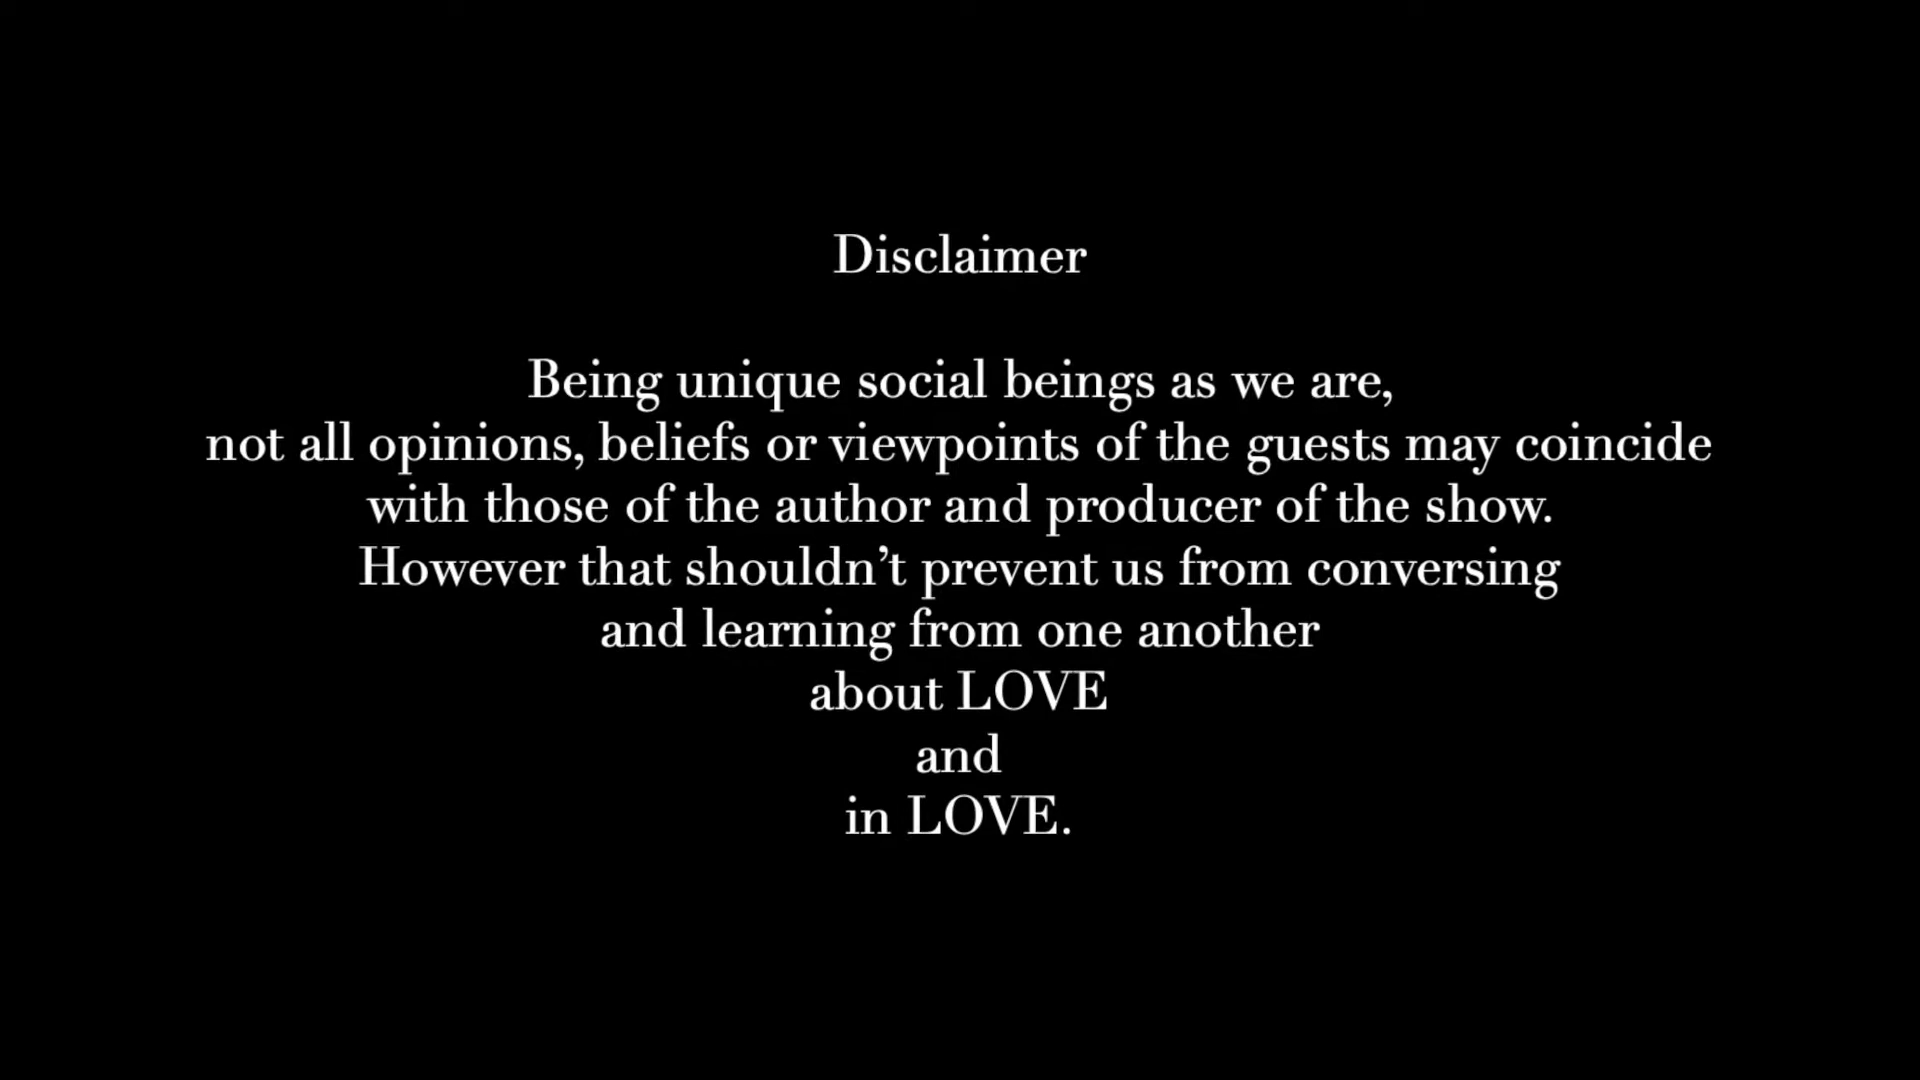 Disclaimer
Being unique social beings as we are,
not all opinions, beliefs or viewpoints of the guests may coincide
with those of the author and producer of the show.
However that shouldn’t prevent us from conversing
and learning from one another
about LOVE
and
in LOVE.